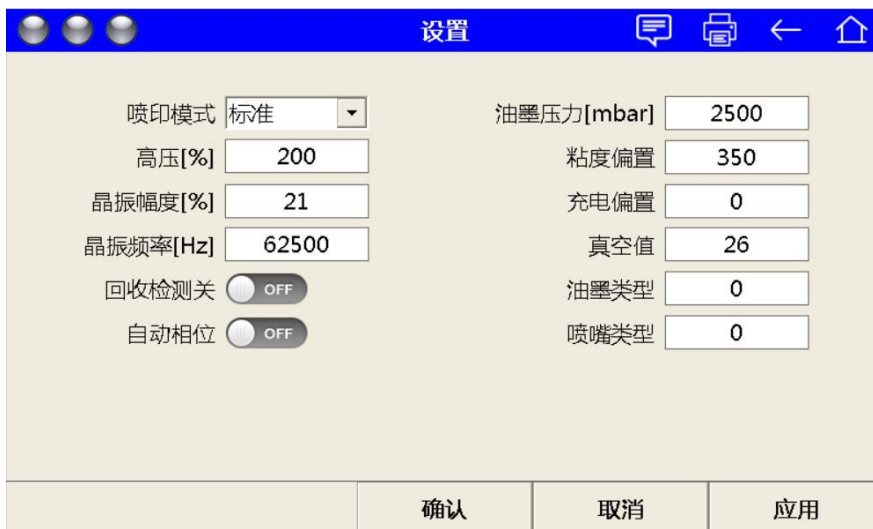 设置
喷印模式 标准
高压[%] 200
晶振幅度[%] 21
晶振频率[Hz] 62500
回收检测关 OFF
自动相位 OFF
油墨压力[mbar] 2500
粘度偏置 350
充电偏置 0
真空值 26
油墨类型 0
喷嘴类型 0
确认 取消 应用